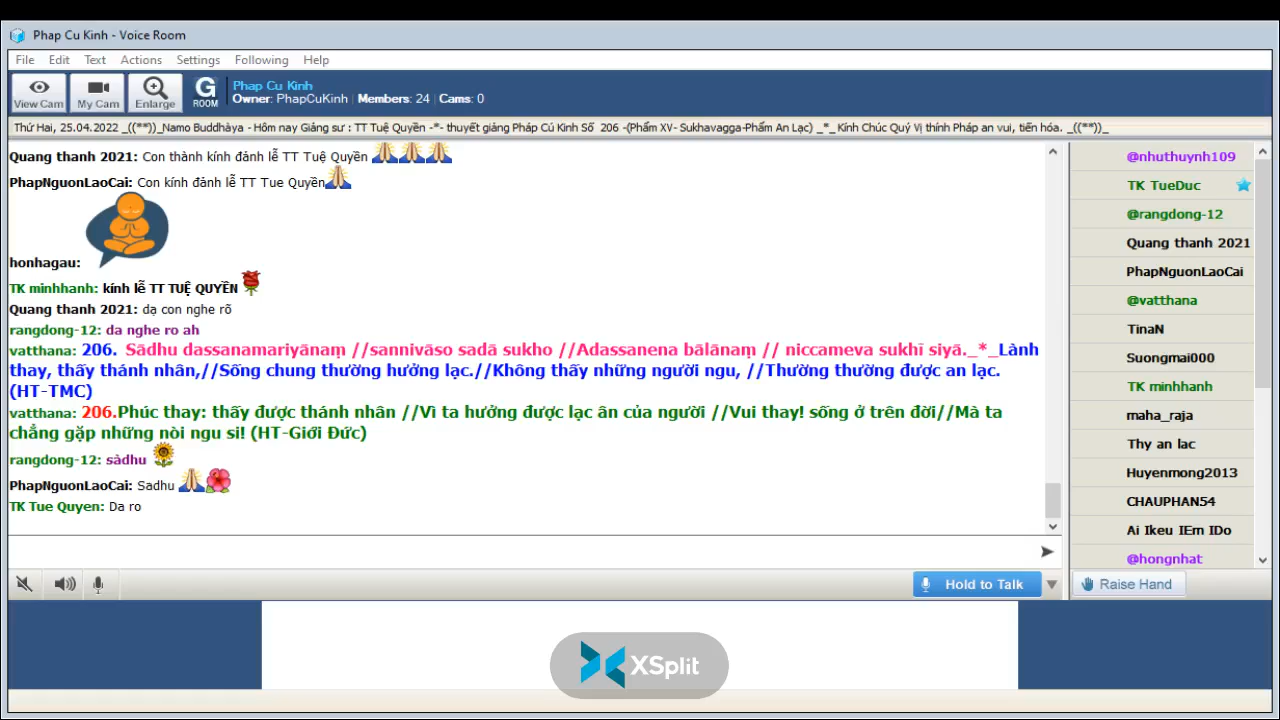 Phap Cu Kinh - Voice Room
File Edit Text Actions Settings Following Help
View Cam My Cam Enlarge G ROOM
Phap Cu Kinh
Owner: PhapCuKinh Members: 24 Cams: 0
Thứ Hai, 25.04.2022 _((**))_Namo Buddhàya - Hôm nay Giảng sư : TT Tuệ Quyền -*- thuyết giảng Pháp Cú Kinh Số 206 -(Phẩm XV- Sukhavagga-Phẩm An Lạc) _*_ Kính Chúc Quý Vị thính Pháp an vui, tiến hóa. _((**))_
Quang thanh 2021: Con thành kính đảnh lễ TT Tuệ Quyền
PhapNguonLaoCai: Con kính đảnh lễ TT Tue Quyền
honhagau:
TK minhhanh: kính lễ TT TUỆ QUYỀN
Quang thanh 2021: dạ con nghe rõ
rangdong-12: da nghe ro ah
vatthana: 206. Sādhu dassanamariyānaṃ //sannivāso sadā sukho //Adassanena bālānaṃ // niccameva sukhī siyā._*_Lành
thay, thấy thánh nhân,//Sống chung thường hưởng lạc.//Không thấy những người ngu, //Thường thường được an lạc.
(HT-TMC)
vatthana: 206.Phúc thay: thấy được thánh nhân //Vì ta hưởng được lạc ân của người //Vui thay! sống ở trên đời//Mà ta
chẳng gặp những nòi ngu si! (HT-Giới Đức)
rangdong-12: sàdhu
PhapNguonLaoCai: Sadhu
TK Tue Quyen: Da ro
@nhuthuynh109
TK TueDuc
@rangdong-12
Quang thanh 2021
PhapNguonLaoCai
@vatthana
TinaN
Suongmai000
TK minhhanh
maha_raja
Thy an lac
Huyenmong2013
CHAUPHAN54
Ai Ikeu IEm IDo
@hongnhat
Hold to Talk
Raise Hand
XSplit